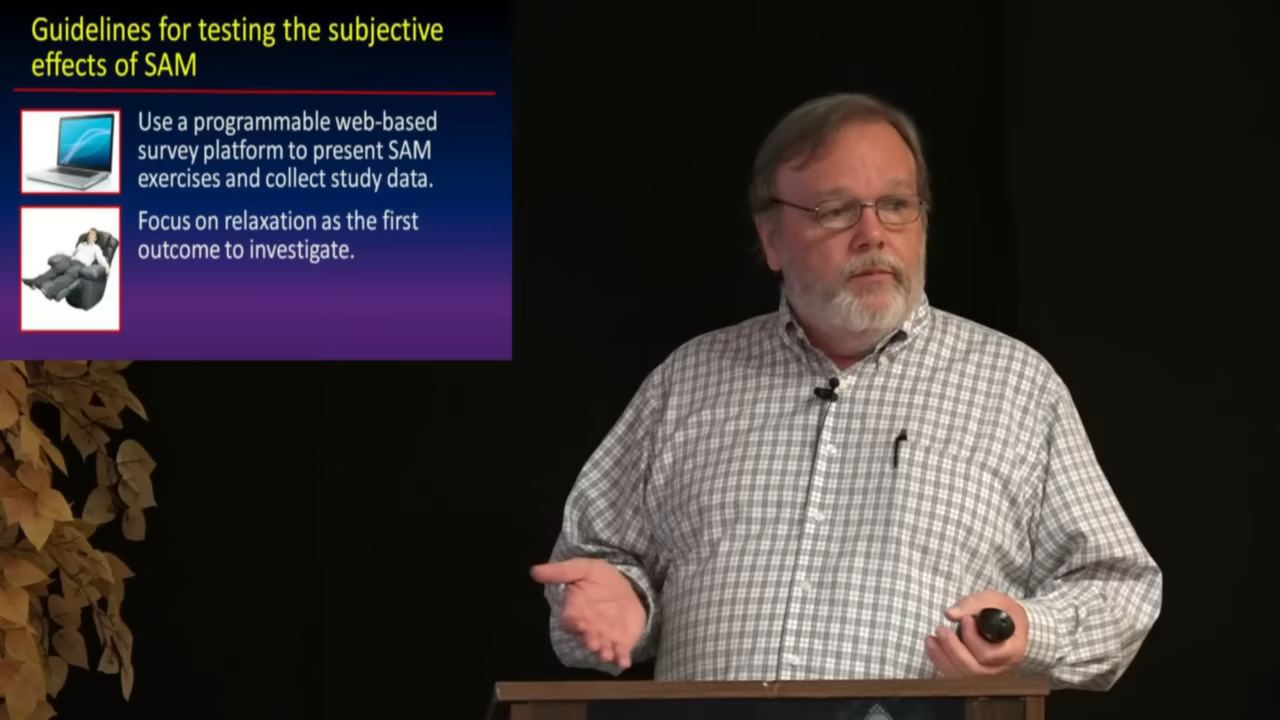 Guidelines for testing the subjective
effects of SAM
Use a programmable web-based
survey platform to present SAM
exercises and collect study data.
Focus on relaxation as the first
outcome to investigate.